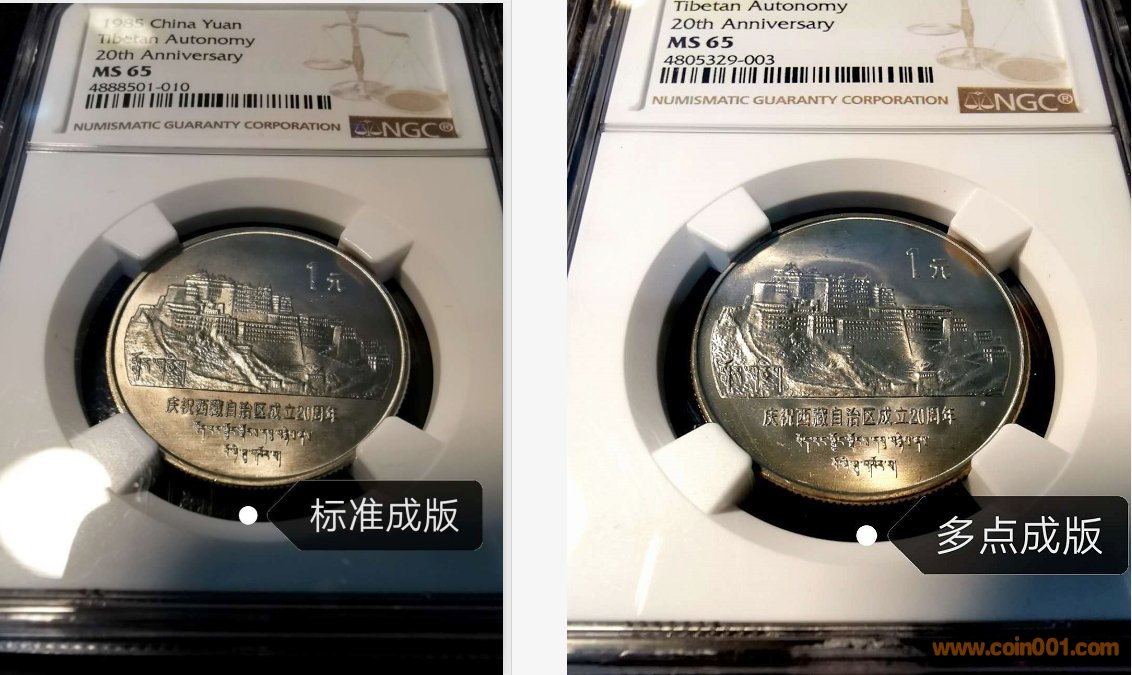 1985 China Yuan
Tibetan Autonomy
20th Anniversary
MS 65
4888501-010
NUMISMATIC GUARANTY CORPORATION NGC®
1元
庆祝西藏自治区成立20周年
标准成版
Tibetan Autonomy
20th Anniversary
MS 65
4805329-003
NUMISMATIC GUARANTY CORPORATION NGC®
1元
庆祝西藏自治区成立20周年
多点成版
www.coin001.com